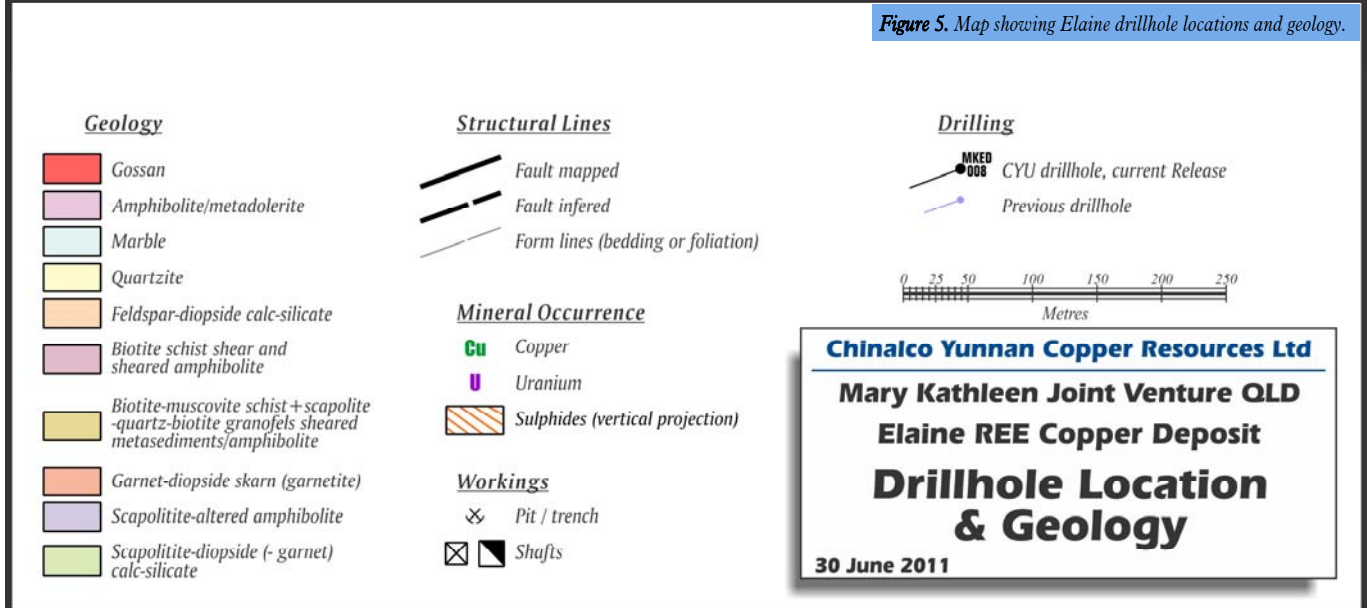 Figure 5. Map showing Elaine drillhole locations and geology.
Geology
Gossan
Amphibolite/metadolerite
Marble
Quartzite
Feldspar-diopside calc-silicate
Biotite schist shear and
sheared amphibolite
Biotite-muscovite schist+scapolite
-quartz-biotite granofels sheared
metasediments/amphibolite
Garnet-diopside skarn (garnetite)
Scapolitite-altered amphibolite
Scapolitite-diopside (- garnet)
calc-silicate
Structural Lines
Fault mapped
Fault infered
Form lines (bedding or foliation)
Mineral Occurrence
Cu Copper
U Uranium
Sulphides (vertical projection)
Workings
Pit / trench
Shafts
Drilling
MKED
008 CYU drillhole, current Release
Previous drillhole
0 25 50 100 150 200 250
Metres
Chinalco Yunnan Copper Resources Ltd
Mary Kathleen Joint Venture QLD
Elaine REE Copper Deposit
Drillhole Location
& Geology
30 June 2011